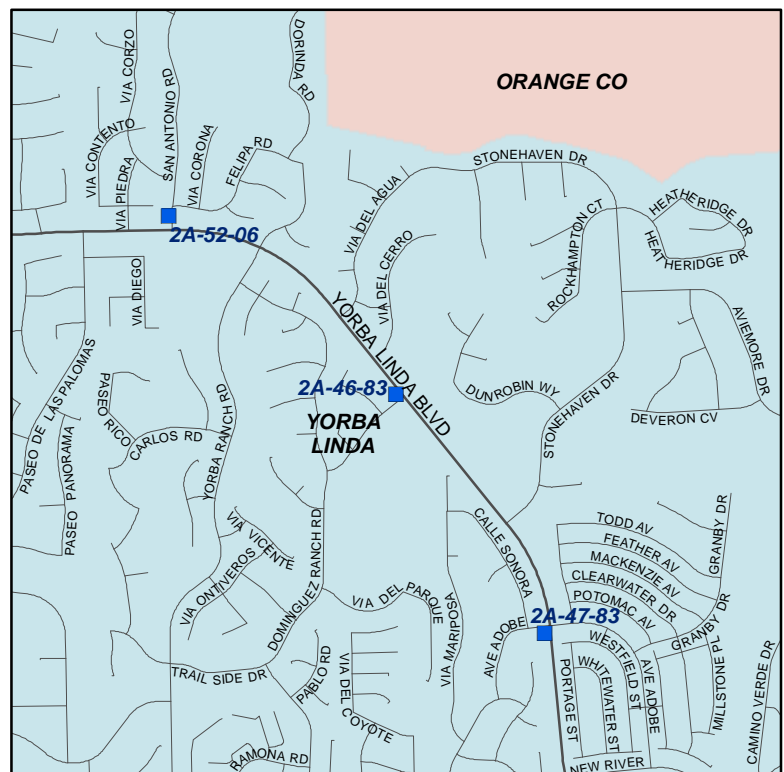 ORANGE CO
VIA CORZO
SAN ANTONIO RD
DORINDA RD
VIA CONTENTO
VIA PIEDRA
VIA CORONA
FELIPA RD
2A-52-06
STONEHAVEN DR
VIA DEL AGUA
HEATHERIDGE DR
HEATHERIDGE DR
ROCKHAMPTON CT
VIA DEL CERRO
VIA DIEGO
YORBA LINDA BLVD
AVIEMORE DR
PASEO DE LAS PALOMAS
PASEO RICO
CARLOS RD
YORBA RANCH RD
2A-46-83
YORBA
LINDA
DUNROBIN WY
STONEHAVEN DR
DEVERON CV
PASEO PANORAMA
VIA VICENTE
VIA ONTIVEROS
DOMINGUEZ RANCH RD
CALLE SONORA
TODD AV
FEATHER AV
MACKENZIE AV
CLEARWATER DR
POTOMAC AV
GRANBY DR
GRANBY DR
VIA DEL PARQUE
VIA MARIPOSA
2A-47-83
AVE ADOBE
WESTFIELD ST
AVE ADOBE
MILLSTONE PL
CAMINO VERDE DR
TRAIL SIDE DR
PABLO RD
VIA DEL COYOTE
PORTAGE ST
WHITEWATER ST
RAMONA RD
NEW RIVER